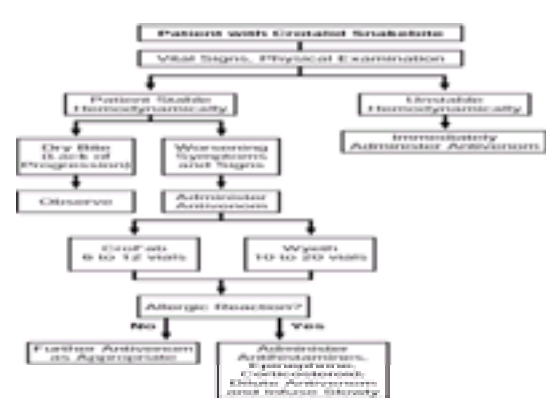 Patient with Crotalid Snakebite
Vital Signs, Physical Examination
Patient Stable
Hemodynamically
Unstable
Hemodynamically
Dry Bite
(Lack of
Progression)
Worsening
Symptoms
and Signs
Immediately
Administer Antivenom
Observe
Administer
Antivenom
CroFab
6 to 12 vials
Wyeth
10 to 20 vials
Allergic Reaction?
No
Yes
Further Antivenom
as Appropriate
Administer
Antihistamines,
Epinephrine,
Corticosteroid,
Dilute Antivenom
and Infuse Slowly